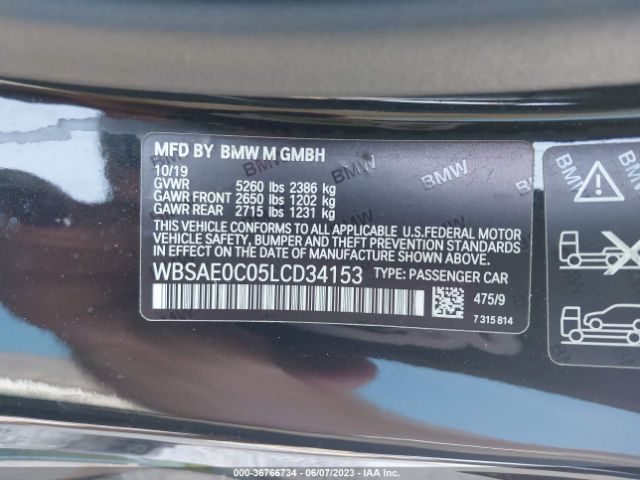 MFD BY BMW M GMBH
10/19
GVWR 5260 lbs 2386 kg
GAWR FRONT 2650 lbs 1202 kg
GAWR REAR 2715 lbs 1231 kg
THIS VEHICLE CONFORMS TO ALL APPLICABLE U.S.FEDERAL MOTOR
VEHICLE SAFETY, BUMPER AND THEFT PREVENTION STANDARDS
IN EFFECT ON THE DATE OF MANUFACTURE SHOWN ABOVE.
WBSAE0C05LCD34153 TYPE: PASSENGER CAR
475/9
7 315 814
BMW
BMW
BMW
BMW
BMW
000-36766734 - 06/07/2023 - IAA Inc.